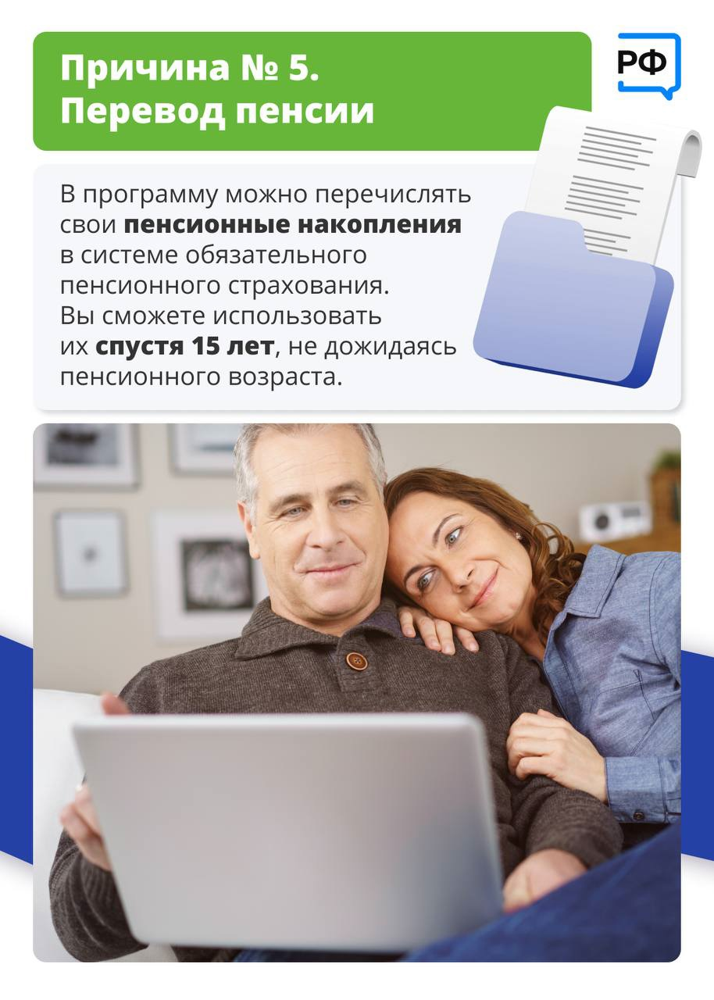 Причина № 5.
Перевод пенсии
РФ
В программу можно перечислять
свои пенсионные накопления
в системе обязательного
пенсионного страхования.
Вы сможете использовать
их спустя 15 лет, не дожидаясь
пенсионного возраста.